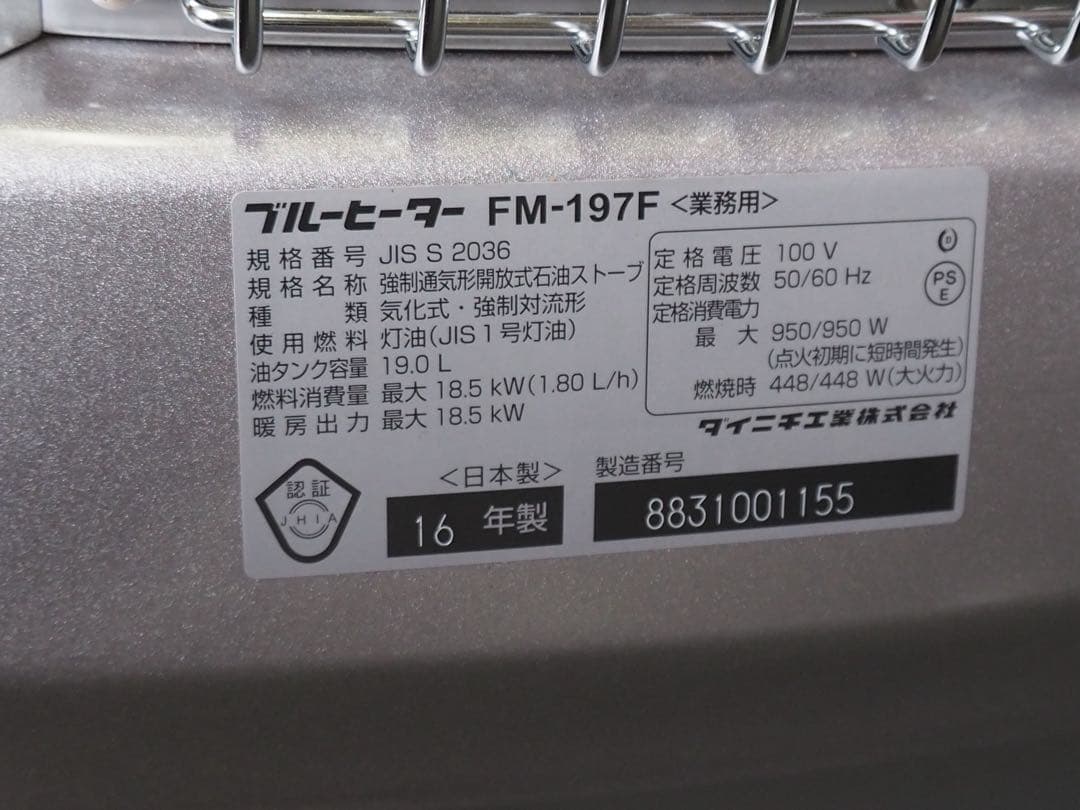 ブルーヒーター FM-197F <業務用>
規格番号 JIS S 2036
規格名称 強制通気形開放式石油ストーブ
種類 気化式・強制対流形
使用燃料 灯油(JIS1号灯油)
油タンク容量 19.0 L
燃料消費量 最大 18.5 kW(1.80 L/h)
暖房出力 最大 18.5 kW
定格電圧 100 V
定格周波数 50/60 Hz
定格消費電力
最大 950/950 W
(点火初期に短時間発生)
燃焼時 448/448 W(大火力)
PS
E
ダイニチ工業株式会社
認証
JHIA
<日本製>
16 年製
製造番号
8831001155